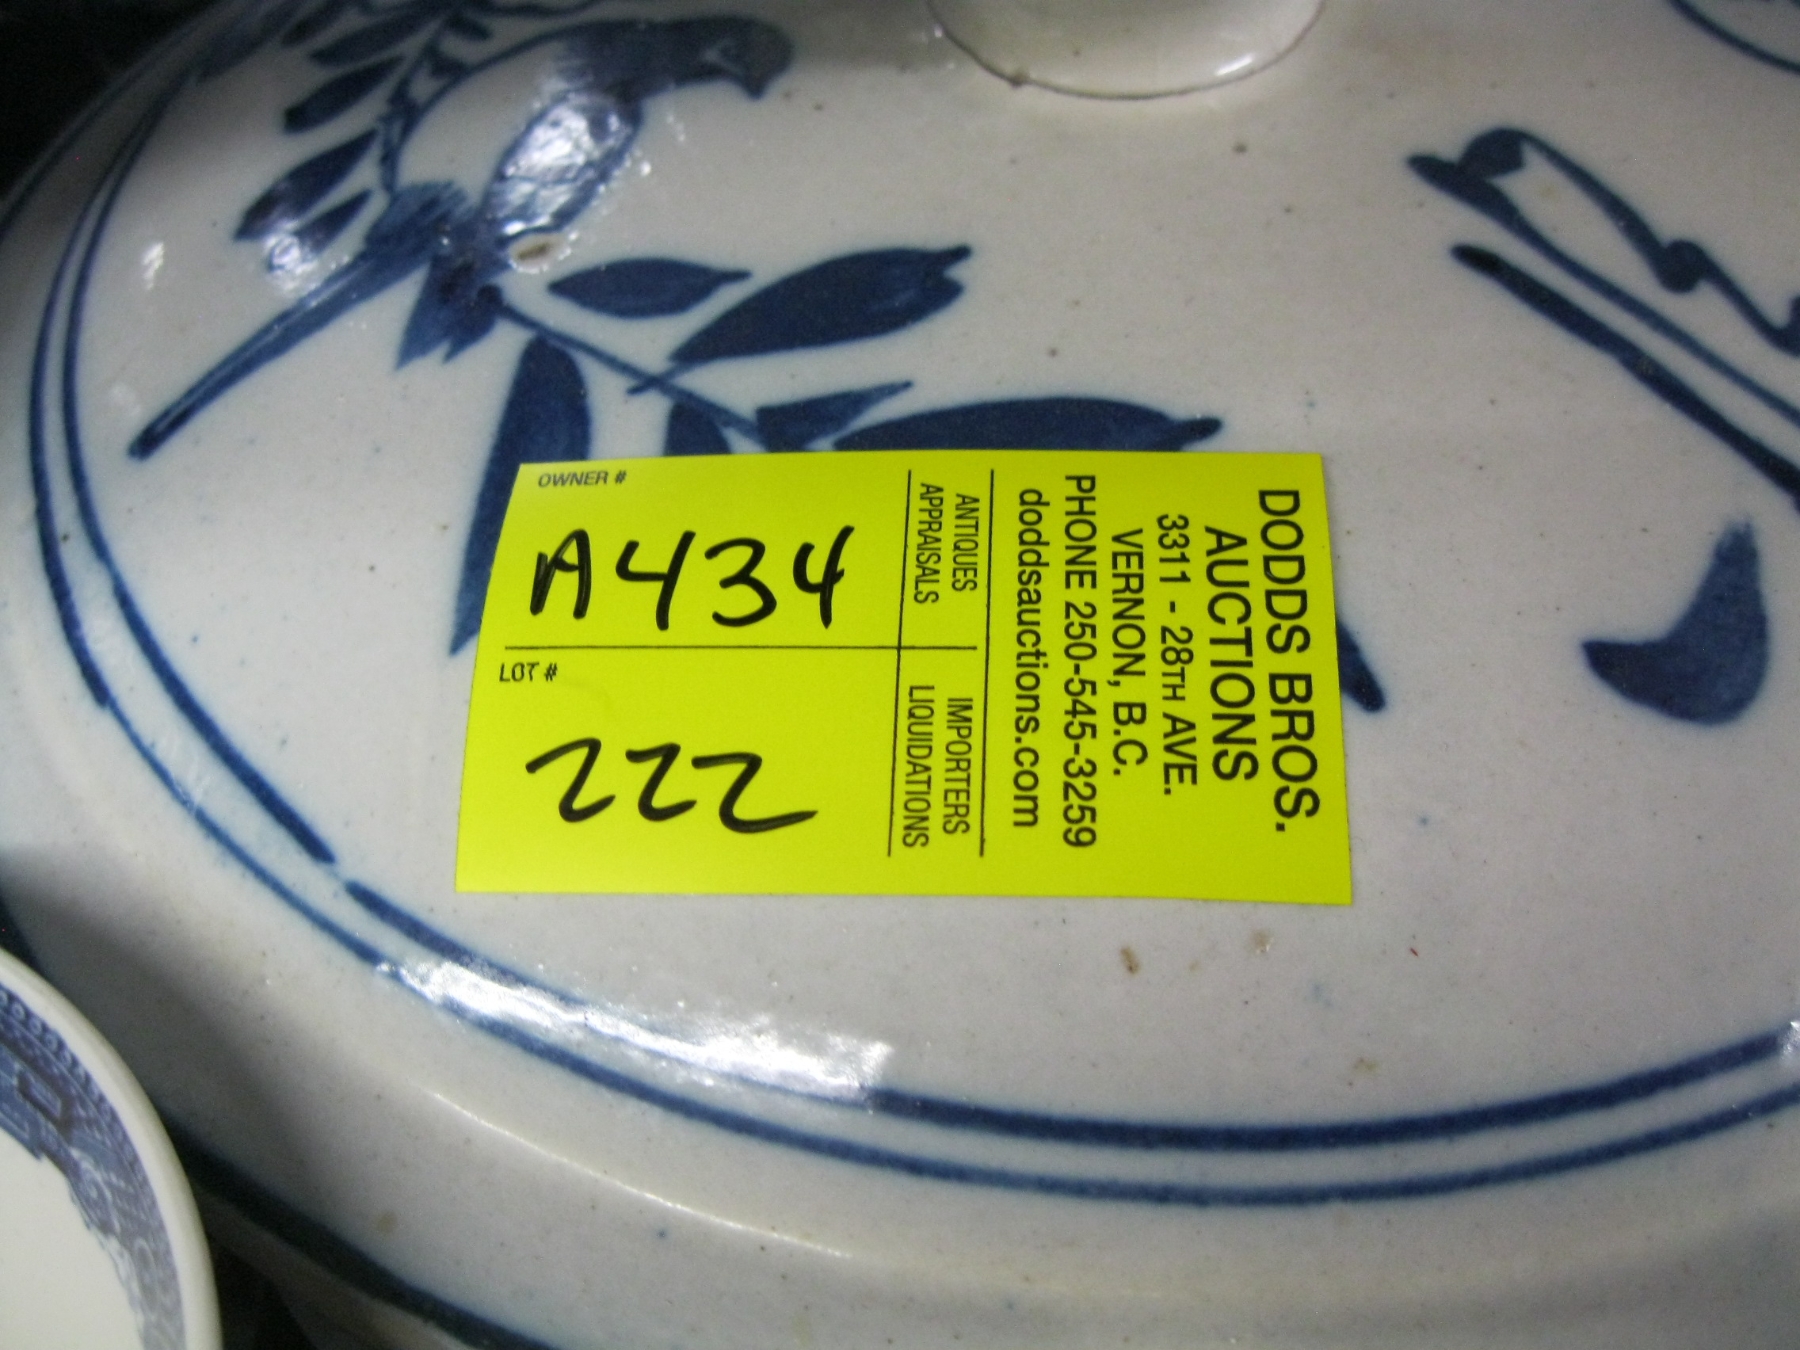 DODDS BROS.
AUCTIONS
3311 - 28TH AVE.
VERNON, B.C.
PHONE 250-545-3259
doddsauctions.com
ANTIQUES
APPRAISALS
IMPORTERS
LIQUIDATIONS
OWNER #
A434
LOT #
222